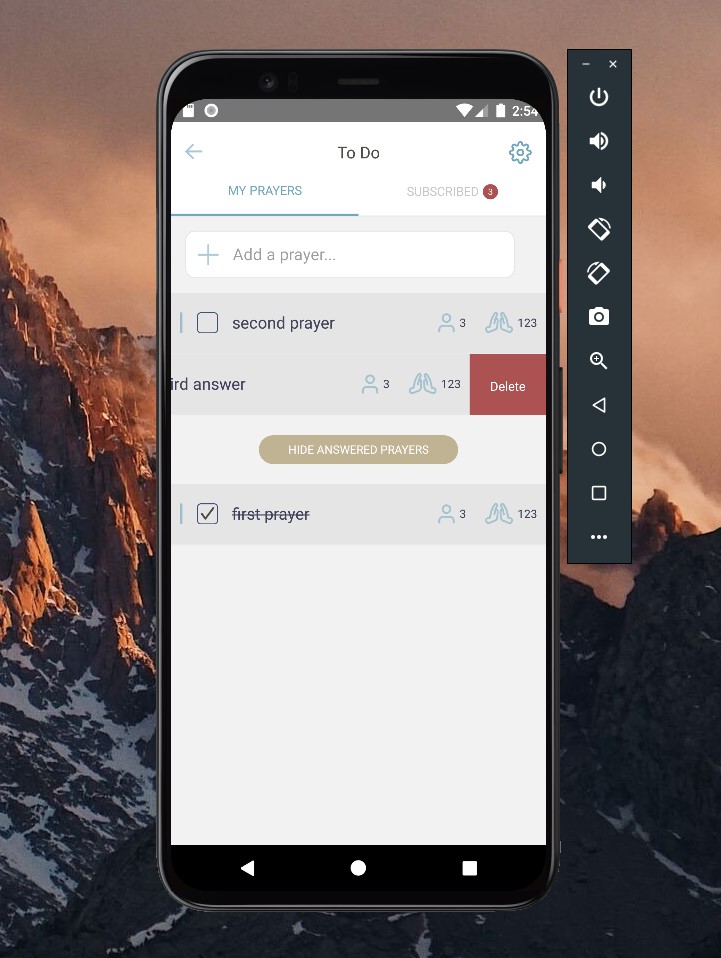 2:54
To Do
MY PRAYERS
SUBSCRIBED 3
Add a prayer...
second prayer 3 123
ird answer 3 123 Delete
HIDE ANSWERED PRAYERS
first prayer 3 123